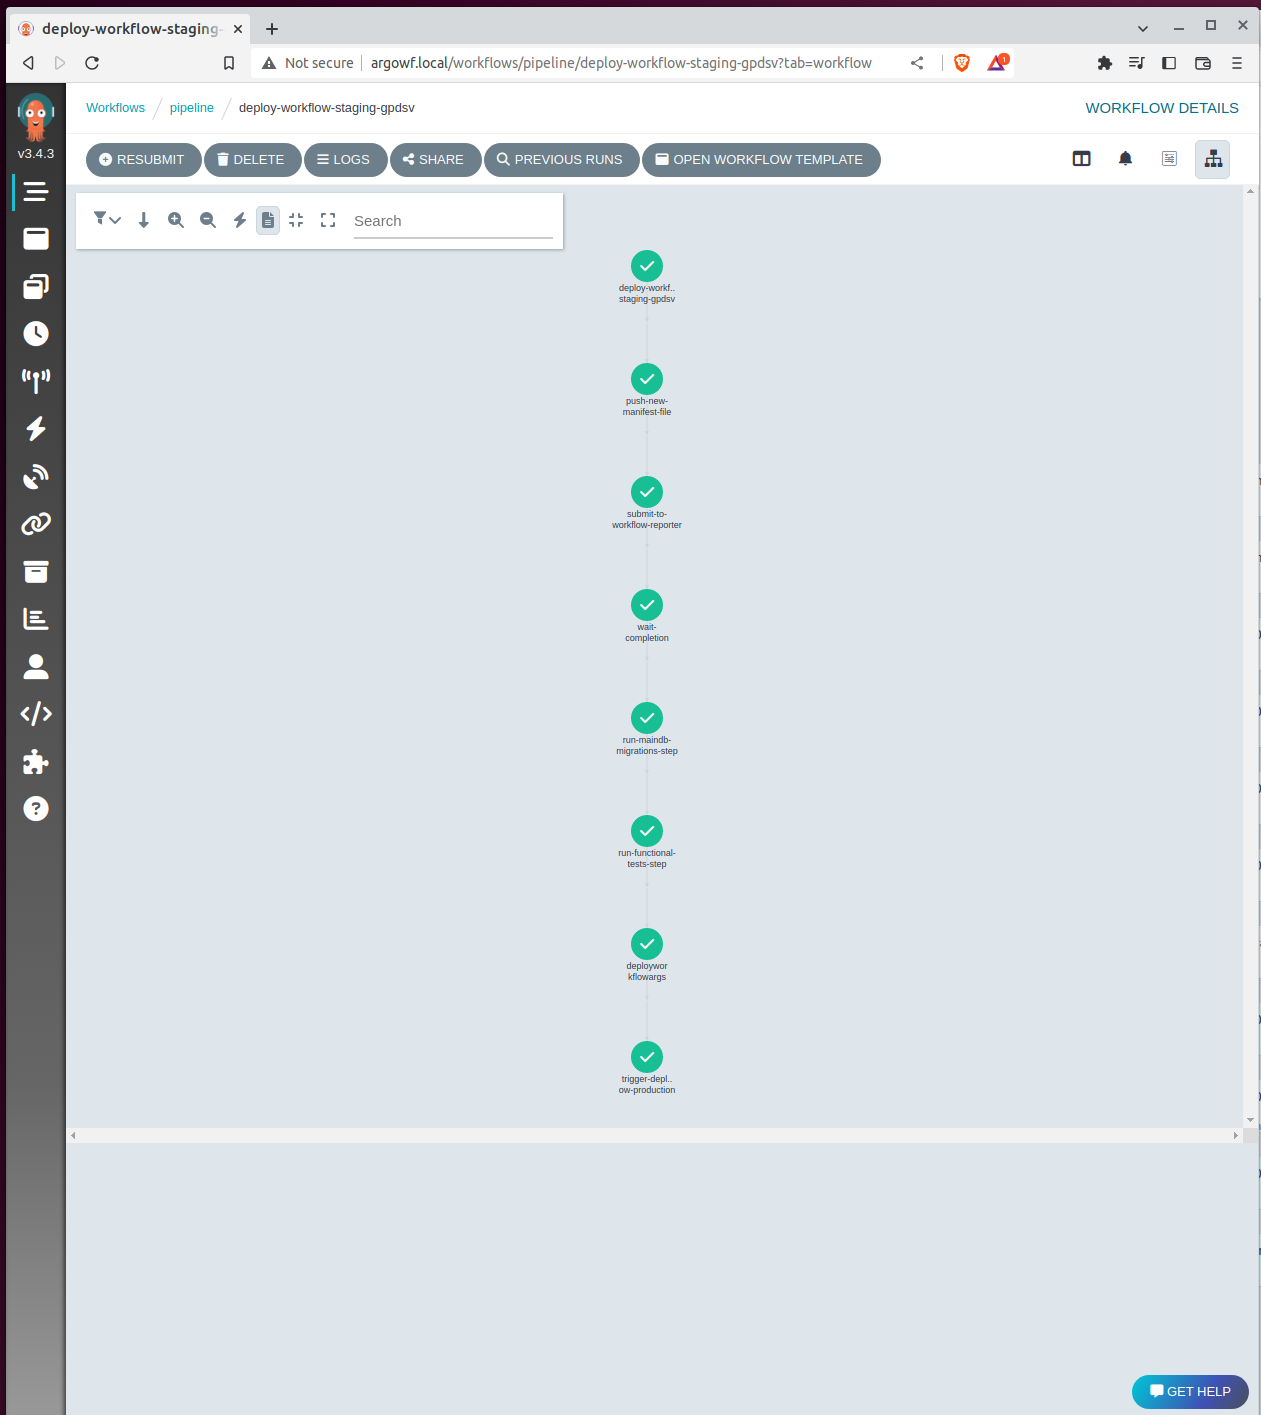 deploy-workflow-staging-
Not secure
argowf.local/workflows/pipeline/deploy-workflow-staging-gpdsv?tab=workflow
1
v3.4.3
Workflows / pipeline / deploy-workflow-staging-gpdsv
WORKFLOW DETAILS
RESUBMIT
DELETE
LOGS
SHARE
PREVIOUS RUNS
OPEN WORKFLOW TEMPLATE
Search
deploy-workf..
staging-gpdsv
push-new-
manifest-file
submit-to-
workflow-reporter
wait-
completion
run-maindb-
migrations-step
run-functional-
tests-step
deploywor
kflowargs
trigger-depl..
ow-production
GET HELP